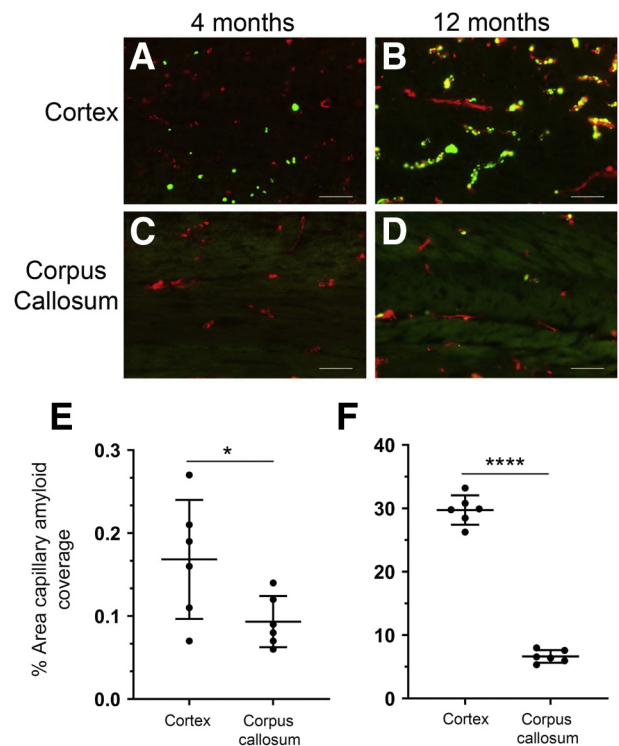 4 months
12 months
A
B
Cortex
C
D
Corpus
Callosum
E
F
% Area capillary amyloid
coverage
0.3
0.2
0.1
0.0
*
Cortex
Corpus
callosum
40
30
20
10
0
****
Cortex
Corpus
callosum